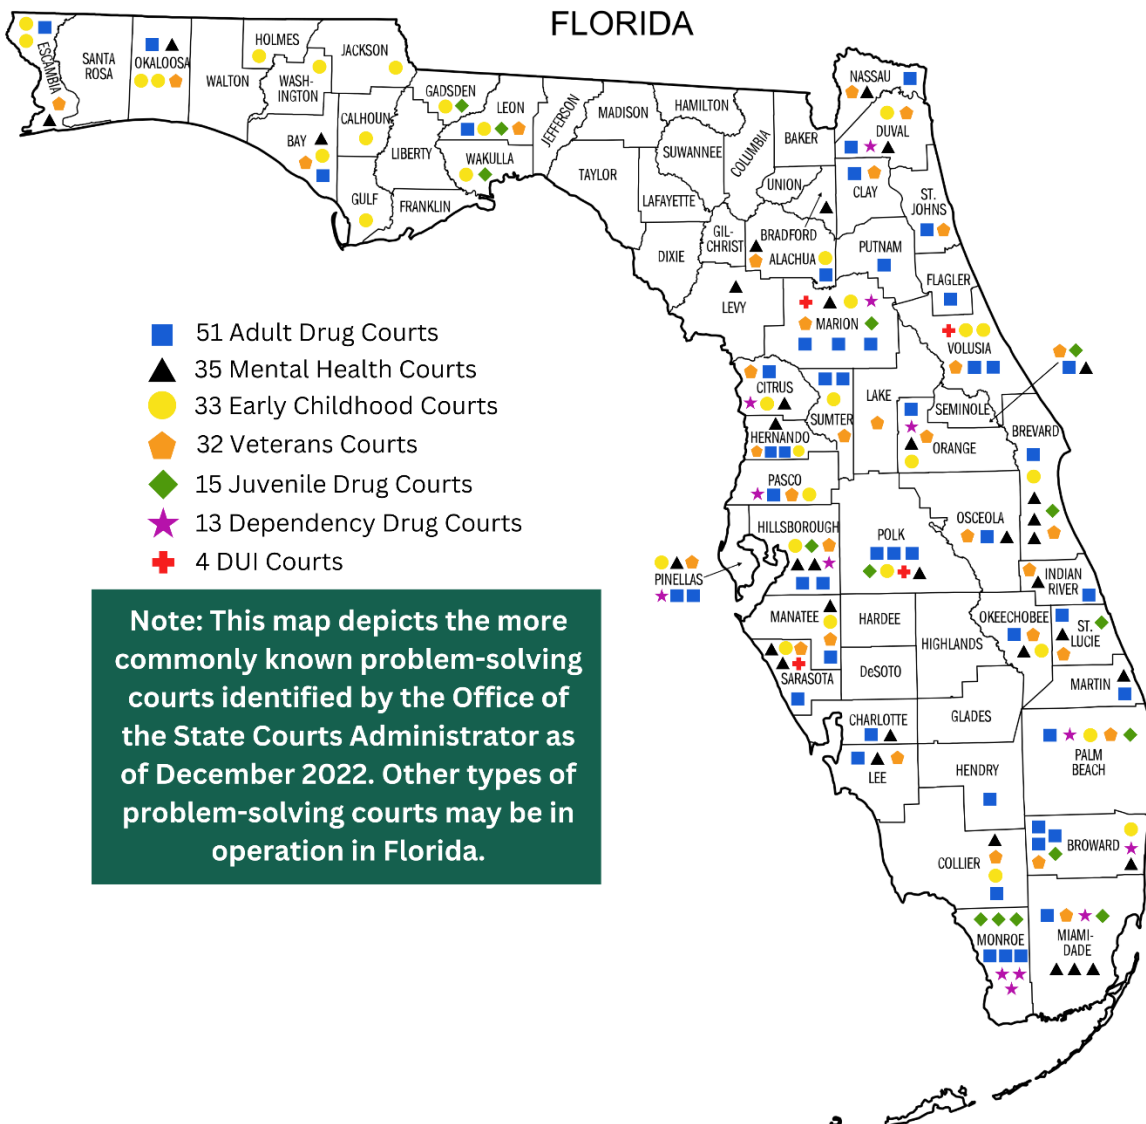 FLORIDA
ESCAMBIA
SANTA
ROSA
OKALOOSA
WALTON
HOLMES
WASH-
INGTON
JACKSON
BAY
CALHOUN
GULF
GADSDEN
LIBERTY
LEON
WAKULLA
FRANKLIN
JEFFERSON
MADISON
TAYLOR
HAMILTON
SUWANNEE
LAFAYETTE
DIXIE
COLUMBIA
GIL-
CHRIST
BAKER
UNION
BRADFORD
ALACHUA
LEVY
NASSAU
DUVAL
CLAY
ST.
JOHNS
PUTNAM
FLAGLER
MARION
VOLUSIA
CITRUS
SUMTER
LAKE
SEMINOLE
HERNANDO
ORANGE
BREVARD
PASCO
HILLSBOROUGH
PINELLAS
POLK
OSCEOLA
INDIAN
RIVER
MANATEE
HARDEE
HIGHLANDS
OKEECHOBEE
ST.
LUCIE
SARASOTA
DeSOTO
MARTIN
CHARLOTTE
GLADES
LEE
HENDRY
PALM
BEACH
COLLIER
BROWARD
MONROE
MIAMI-
DADE
51 Adult Drug Courts
35 Mental Health Courts
33 Early Childhood Courts
32 Veterans Courts
15 Juvenile Drug Courts
13 Dependency Drug Courts
4 DUI Courts
Note: This map depicts the more
commonly known problem-solving
courts identified by the Office of
the State Courts Administrator as
of December 2022. Other types of
problem-solving courts may be in
operation in Florida.